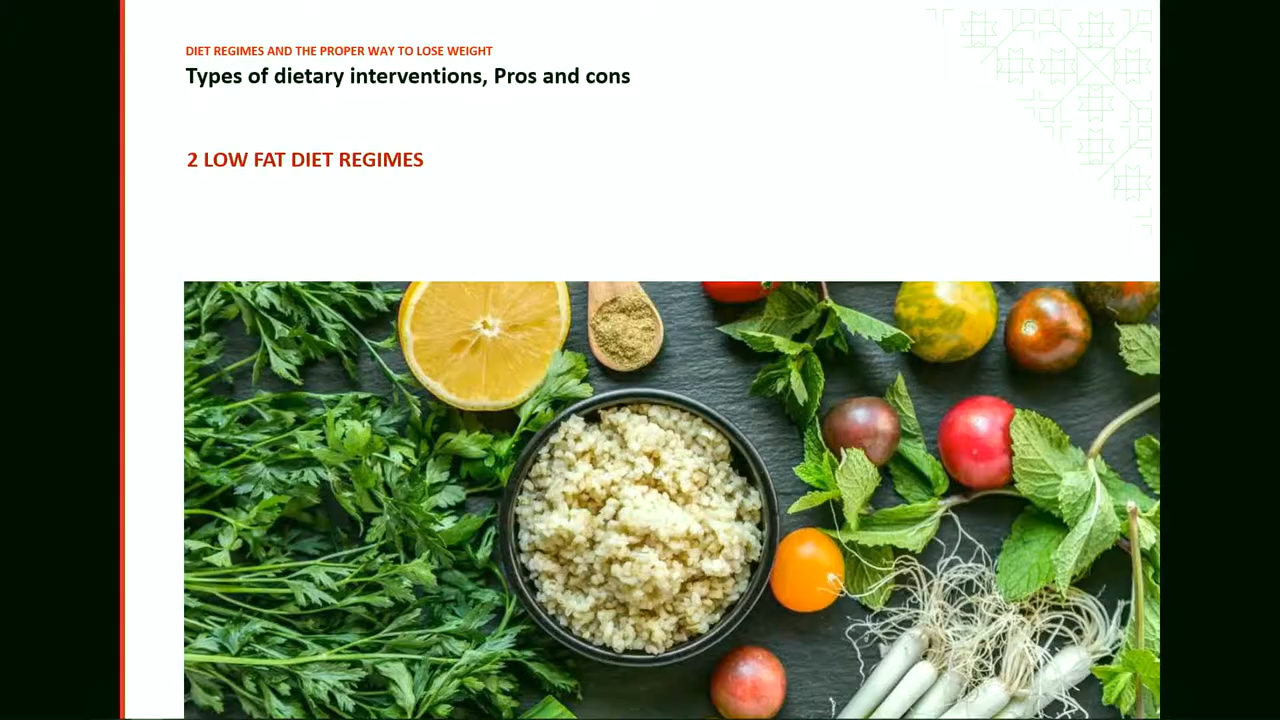 DIET REGIMES AND THE PROPER WAY TO LOSE WEIGHT
Types of dietary interventions, Pros and cons
2 LOW FAT DIET REGIMES